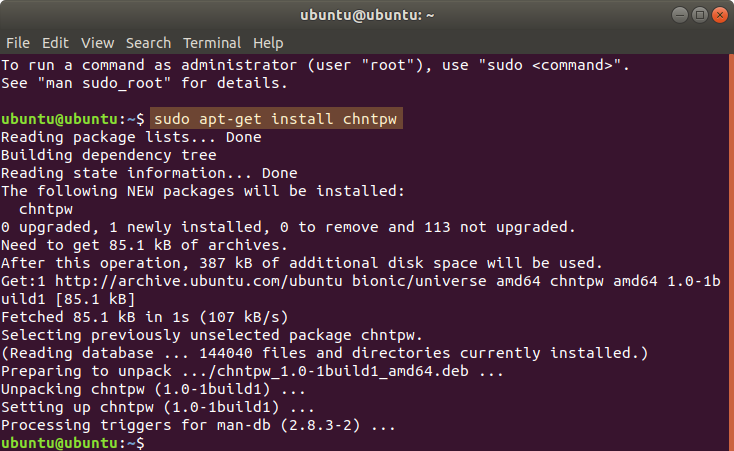 ubuntu@ubuntu: ~
File Edit View Search Terminal Help
To run a command as administrator (user "root"), use "sudo <command>".
See "man sudo_root" for details.
ubuntu@ubuntu:~$ sudo apt-get install chntpw
Reading package lists... Done
Building dependency tree
Reading state information... Done
The following NEW packages will be installed:
  chntpw
0 upgraded, 1 newly installed, 0 to remove and 113 not upgraded.
Need to get 85.1 kB of archives.
After this operation, 387 kB of additional disk space will be used.
Get:1 http://archive.ubuntu.com/ubuntu bionic/universe amd64 chntpw amd64 1.0-1b
uild1 [85.1 kB]
Fetched 85.1 kB in 1s (107 kB/s)
Selecting previously unselected package chntpw.
(Reading database ... 144040 files and directories currently installed.)
Preparing to unpack .../chntpw_1.0-1build1_amd64.deb ...
Unpacking chntpw (1.0-1build1) ...
Setting up chntpw (1.0-1build1) ...
Processing triggers for man-db (2.8.3-2) ...
ubuntu@ubuntu:~$